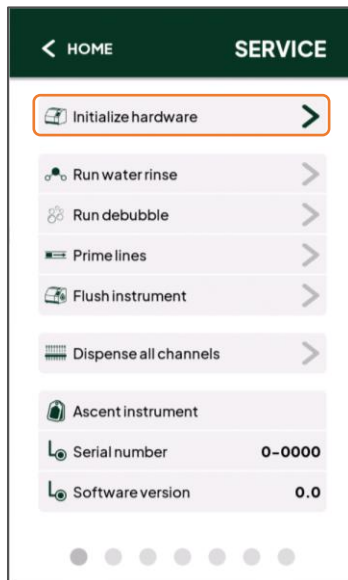 HOME SERVICE
Initialize hardware
Run water rinse
Run debubble
Prime lines
Flush instrument
Dispense all channels
Ascent instrument
Serial number 0-0000
Software version 0.0